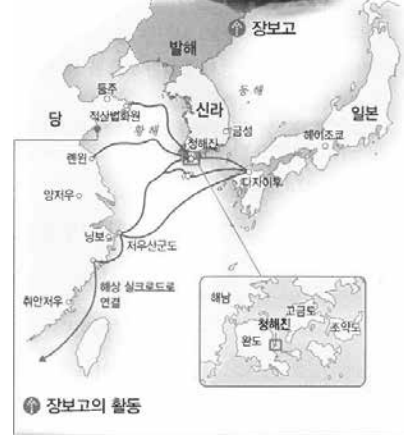 장보고
발해
동해
등주
신라
당
적산법화원
황해
금성
일본
청해진
헤이조쿄
롄윈
다자이후
양저우
닝보
저우산군도
해상 실크로드로
연결
취안저우
해남
고금도
청해진
조약도
완도
장보고의 활동